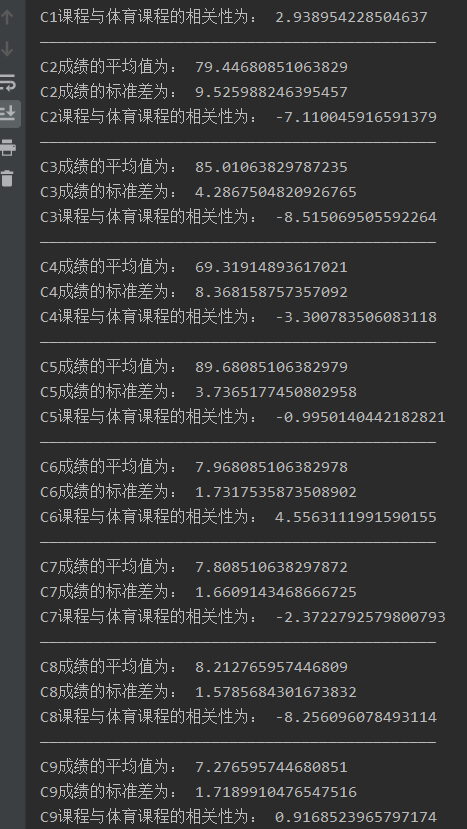 C1课程与体育课程的相关性为： 2.938954228504637
————————————————————————————————————————
C2成绩的平均值为： 79.44680851063829
C2成绩的标准差为： 9.525988246395457
C2课程与体育课程的相关性为： -7.110045916591379
————————————————————————————————————————
C3成绩的平均值为： 85.01063829787235
C3成绩的标准差为： 4.2867504820926765
C3课程与体育课程的相关性为： -8.515069505592264
————————————————————————————————————————
C4成绩的平均值为： 69.31914893617021
C4成绩的标准差为： 8.368158757357092
C4课程与体育课程的相关性为： -3.300783506083118
————————————————————————————————————————
C5成绩的平均值为： 89.68085106382979
C5成绩的标准差为： 3.7365177450802958
C5课程与体育课程的相关性为： -0.9950140442182821
————————————————————————————————————————
C6成绩的平均值为： 7.968085106382978
C6成绩的标准差为： 1.7317535873508902
C6课程与体育课程的相关性为： 4.5563111991590155
————————————————————————————————————————
C7成绩的平均值为： 7.808510638297872
C7成绩的标准差为： 1.6609143468666725
C7课程与体育课程的相关性为： -2.3722792579800793
————————————————————————————————————————
C8成绩的平均值为： 8.212765957446809
C8成绩的标准差为： 1.5785684301673832
C8课程与体育课程的相关性为： -8.256096078493114
————————————————————————————————————————
C9成绩的平均值为： 7.276595744680851
C9成绩的标准差为： 1.7189910476547516
C9课程与体育课程的相关性为： 0.9168523965797174